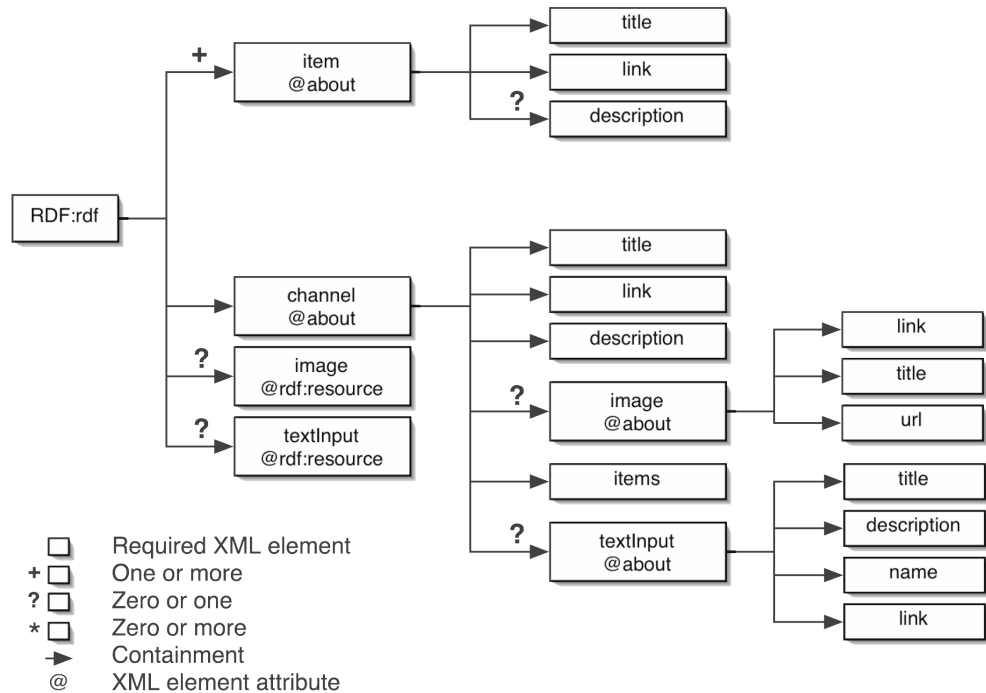 +
item
@about
title
link
?
description
RDF:rdf
channel
@about
?
image
@rdf:resource
?
textInput
@rdf:resource
title
link
description
?
image
@about
items
?
textInput
@about
link
title
url
title
description
name
link
Required XML element
+ One or more
? Zero or one
* Zero or more
Containment
@ XML element attribute